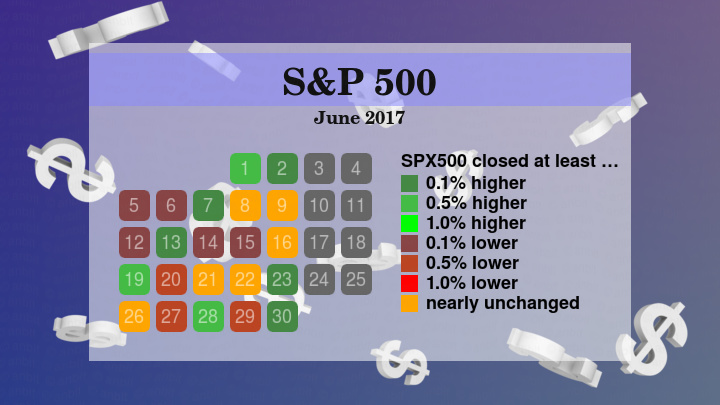 S&P 500
June 2017
1 2 3 4
5 6 7 8 9 10 11
12 13 14 15 16 17 18
19 20 21 22 23 24 25
26 27 28 29 30
SPX500 closed at least ...
0.1% higher
0.5% higher
1.0% higher
0.1% lower
0.5% lower
1.0% lower
nearly unchanged